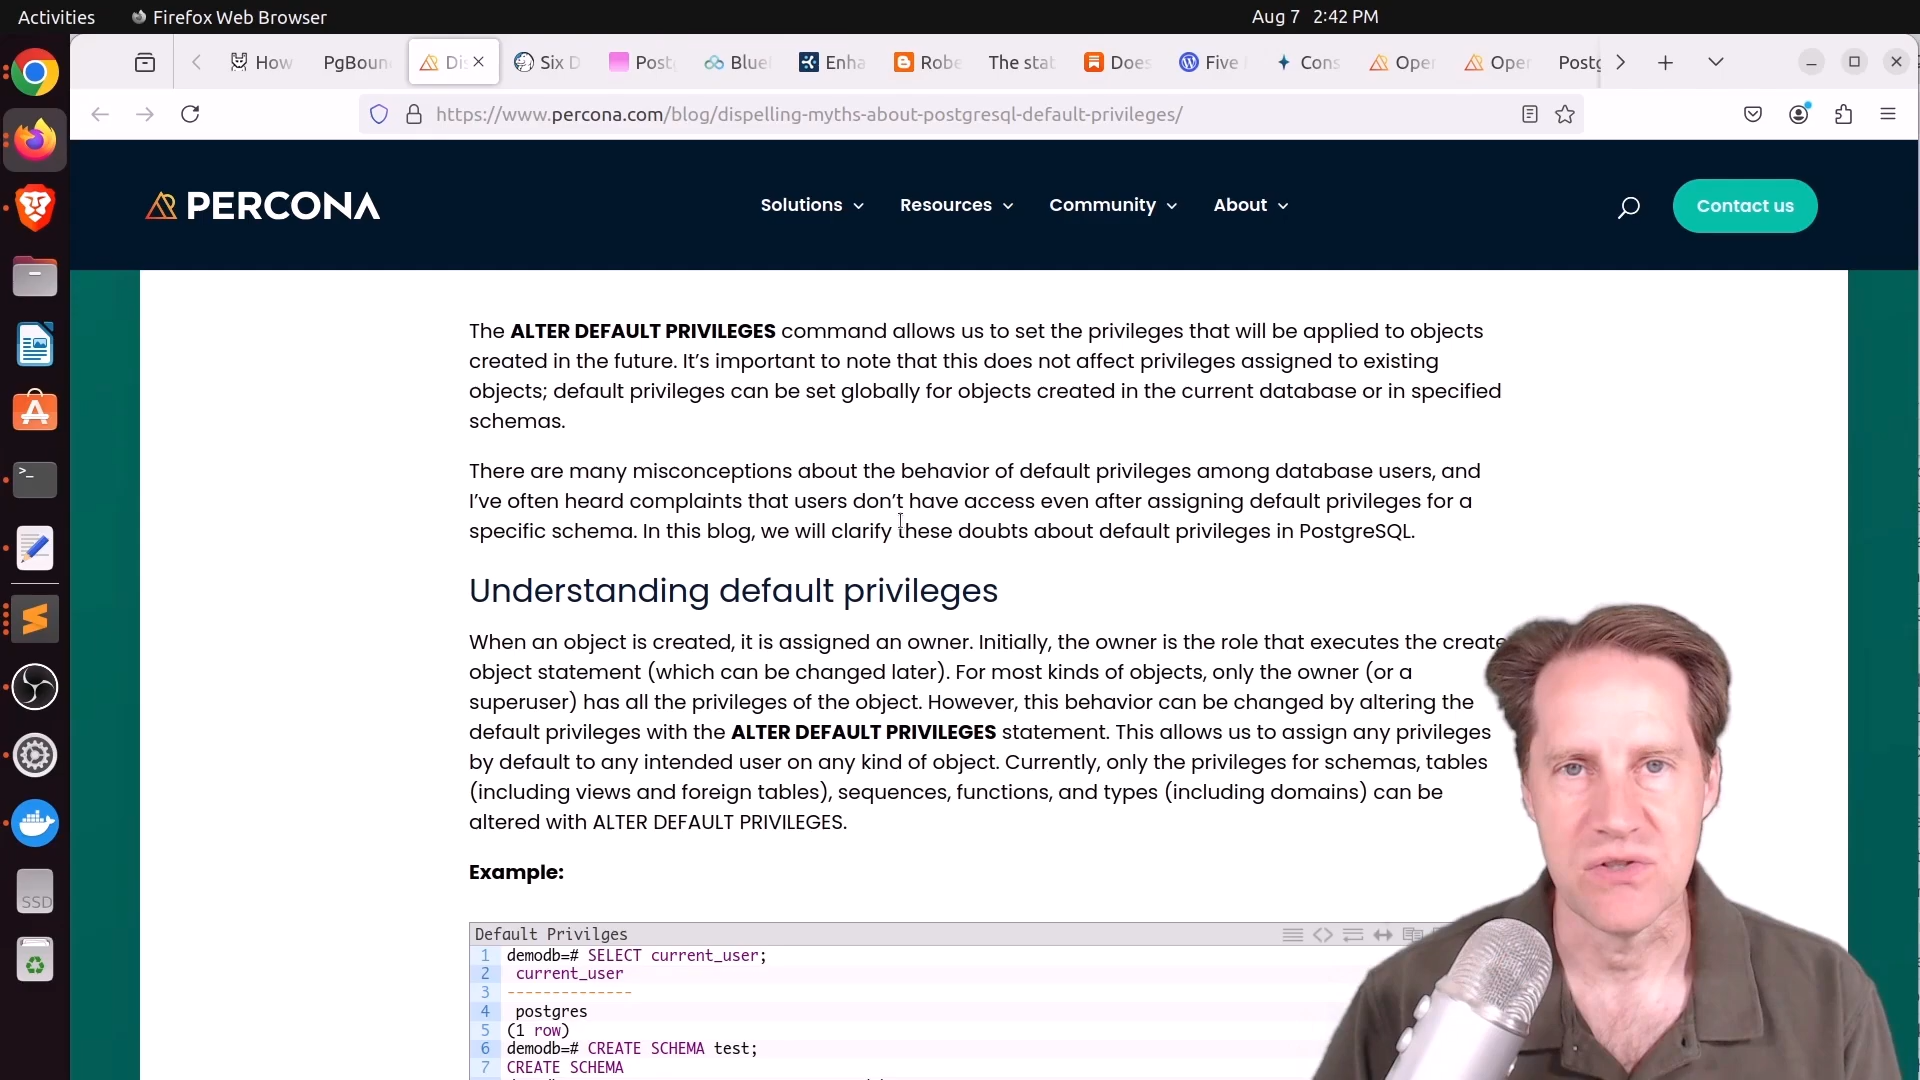 Activities
Firefox Web Browser
Aug 7 2:42 PM
How
PgBoun
Dis
Six D
Postg
Blue
Enha
Robe
The stat
Does
Five
Cons
Oper
Oper
Postg
https://www.percona.com/blog/dispelling-myths-about-postgresql-default-privileges/
PERCONA
Solutions
Resources
Community
About
Contact us
The ALTER DEFAULT PRIVILEGES command allows us to set the privileges that will be applied to objects
created in the future. It’s important to note that this does not affect privileges assigned to existing
objects; default privileges can be set globally for objects created in the current database or in specified
schemas.
There are many misconceptions about the behavior of default privileges among database users, and
I’ve often heard complaints that users don’t have access even after assigning default privileges for a
specific schema. In this blog, we will clarify these doubts about default privileges in PostgreSQL.
Understanding default privileges
When an object is created, it is assigned an owner. Initially, the owner is the role that executes the create
object statement (which can be changed later). For most kinds of objects, only the owner (or a
superuser) has all the privileges of the object. However, this behavior can be changed by altering the
default privileges with the ALTER DEFAULT PRIVILEGES statement. This allows us to assign any privileges
by default to any intended user on any kind of object. Currently, only the privileges for schemas, tables
(including views and foreign tables), sequences, functions, and types (including domains) can be
altered with ALTER DEFAULT PRIVILEGES.
Example:
Default Privilges
1 demodb=# SELECT current_user;
2 current_user
3 --------------
4 postgres
5 (1 row)
6 demodb=# CREATE SCHEMA test;
7 CREATE SCHEMA
SSD